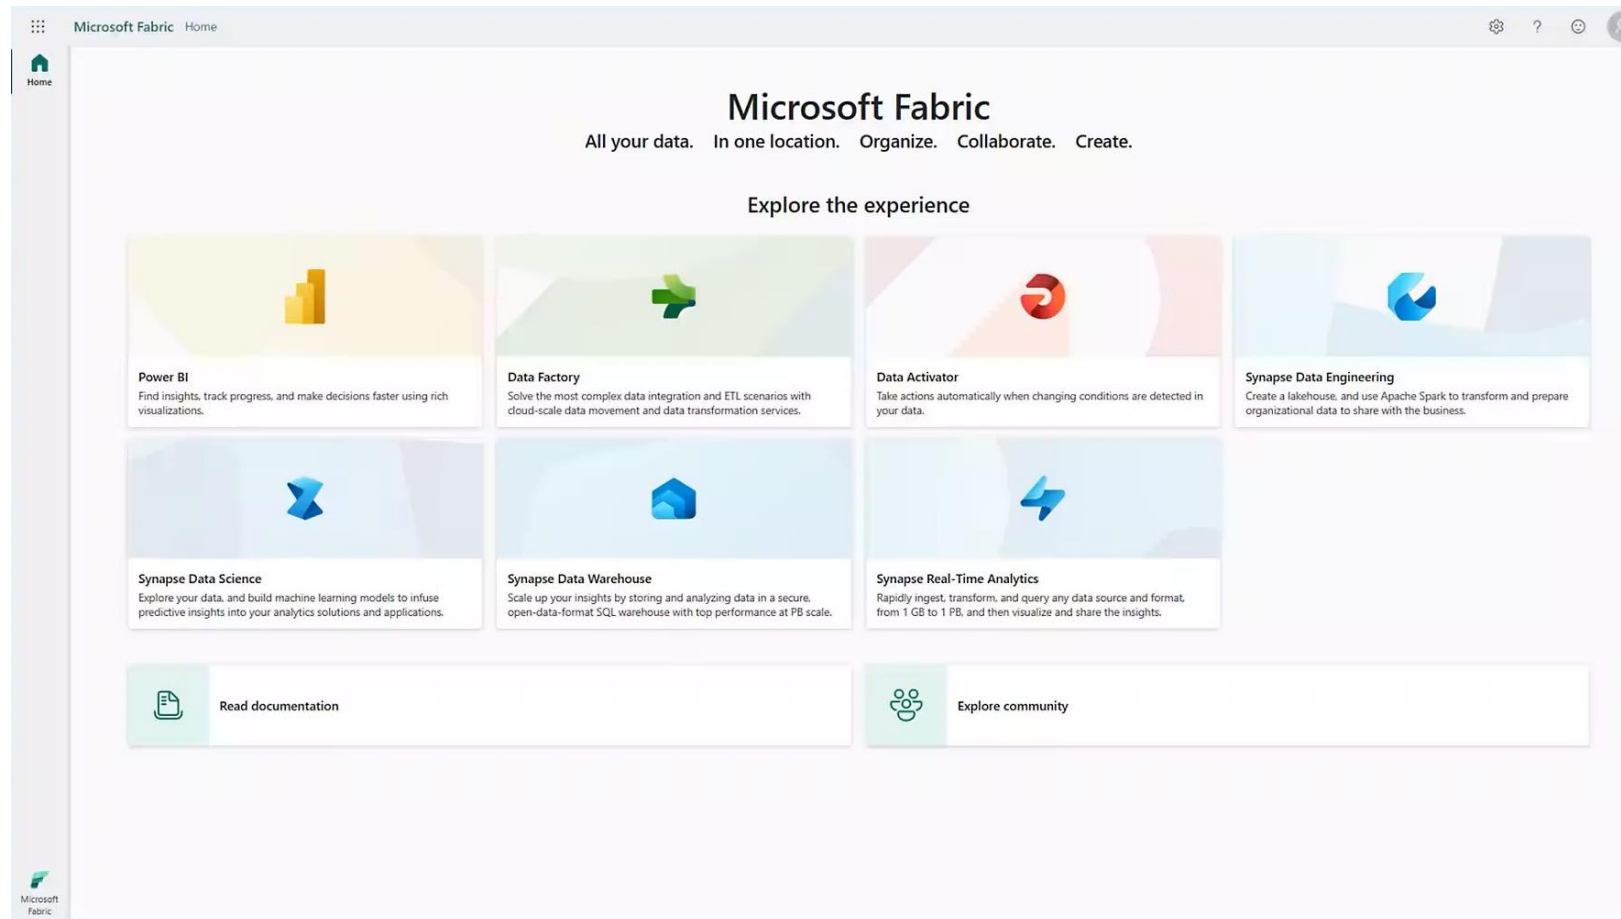 Microsoft Fabric Home
Home
Microsoft Fabric
All your data. In one location. Organize. Collaborate. Create.
Explore the experience
Power BI
Find insights, track progress, and make decisions faster using rich
visualizations.
Data Factory
Solve the most complex data integration and ETL scenarios with
cloud-scale data movement and data transformation services.
Data Activator
Take actions automatically when changing conditions are detected in
your data.
Synapse Data Engineering
Create a lakehouse, and use Apache Spark to transform and prepare
organizational data to share with the business.
Synapse Data Science
Explore your data, and build machine learning models to infuse
predictive insights into your analytics solutions and applications.
Synapse Data Warehouse
Scale up your insights by storing and analyzing data in a secure,
open-data-format SQL warehouse with top performance at PB scale.
Synapse Real-Time Analytics
Rapidly ingest, transform, and query any data source and format,
from 1 GB to 1 PB, and then visualize and share the insights.
Read documentation
Explore community
Microsoft
Fabric